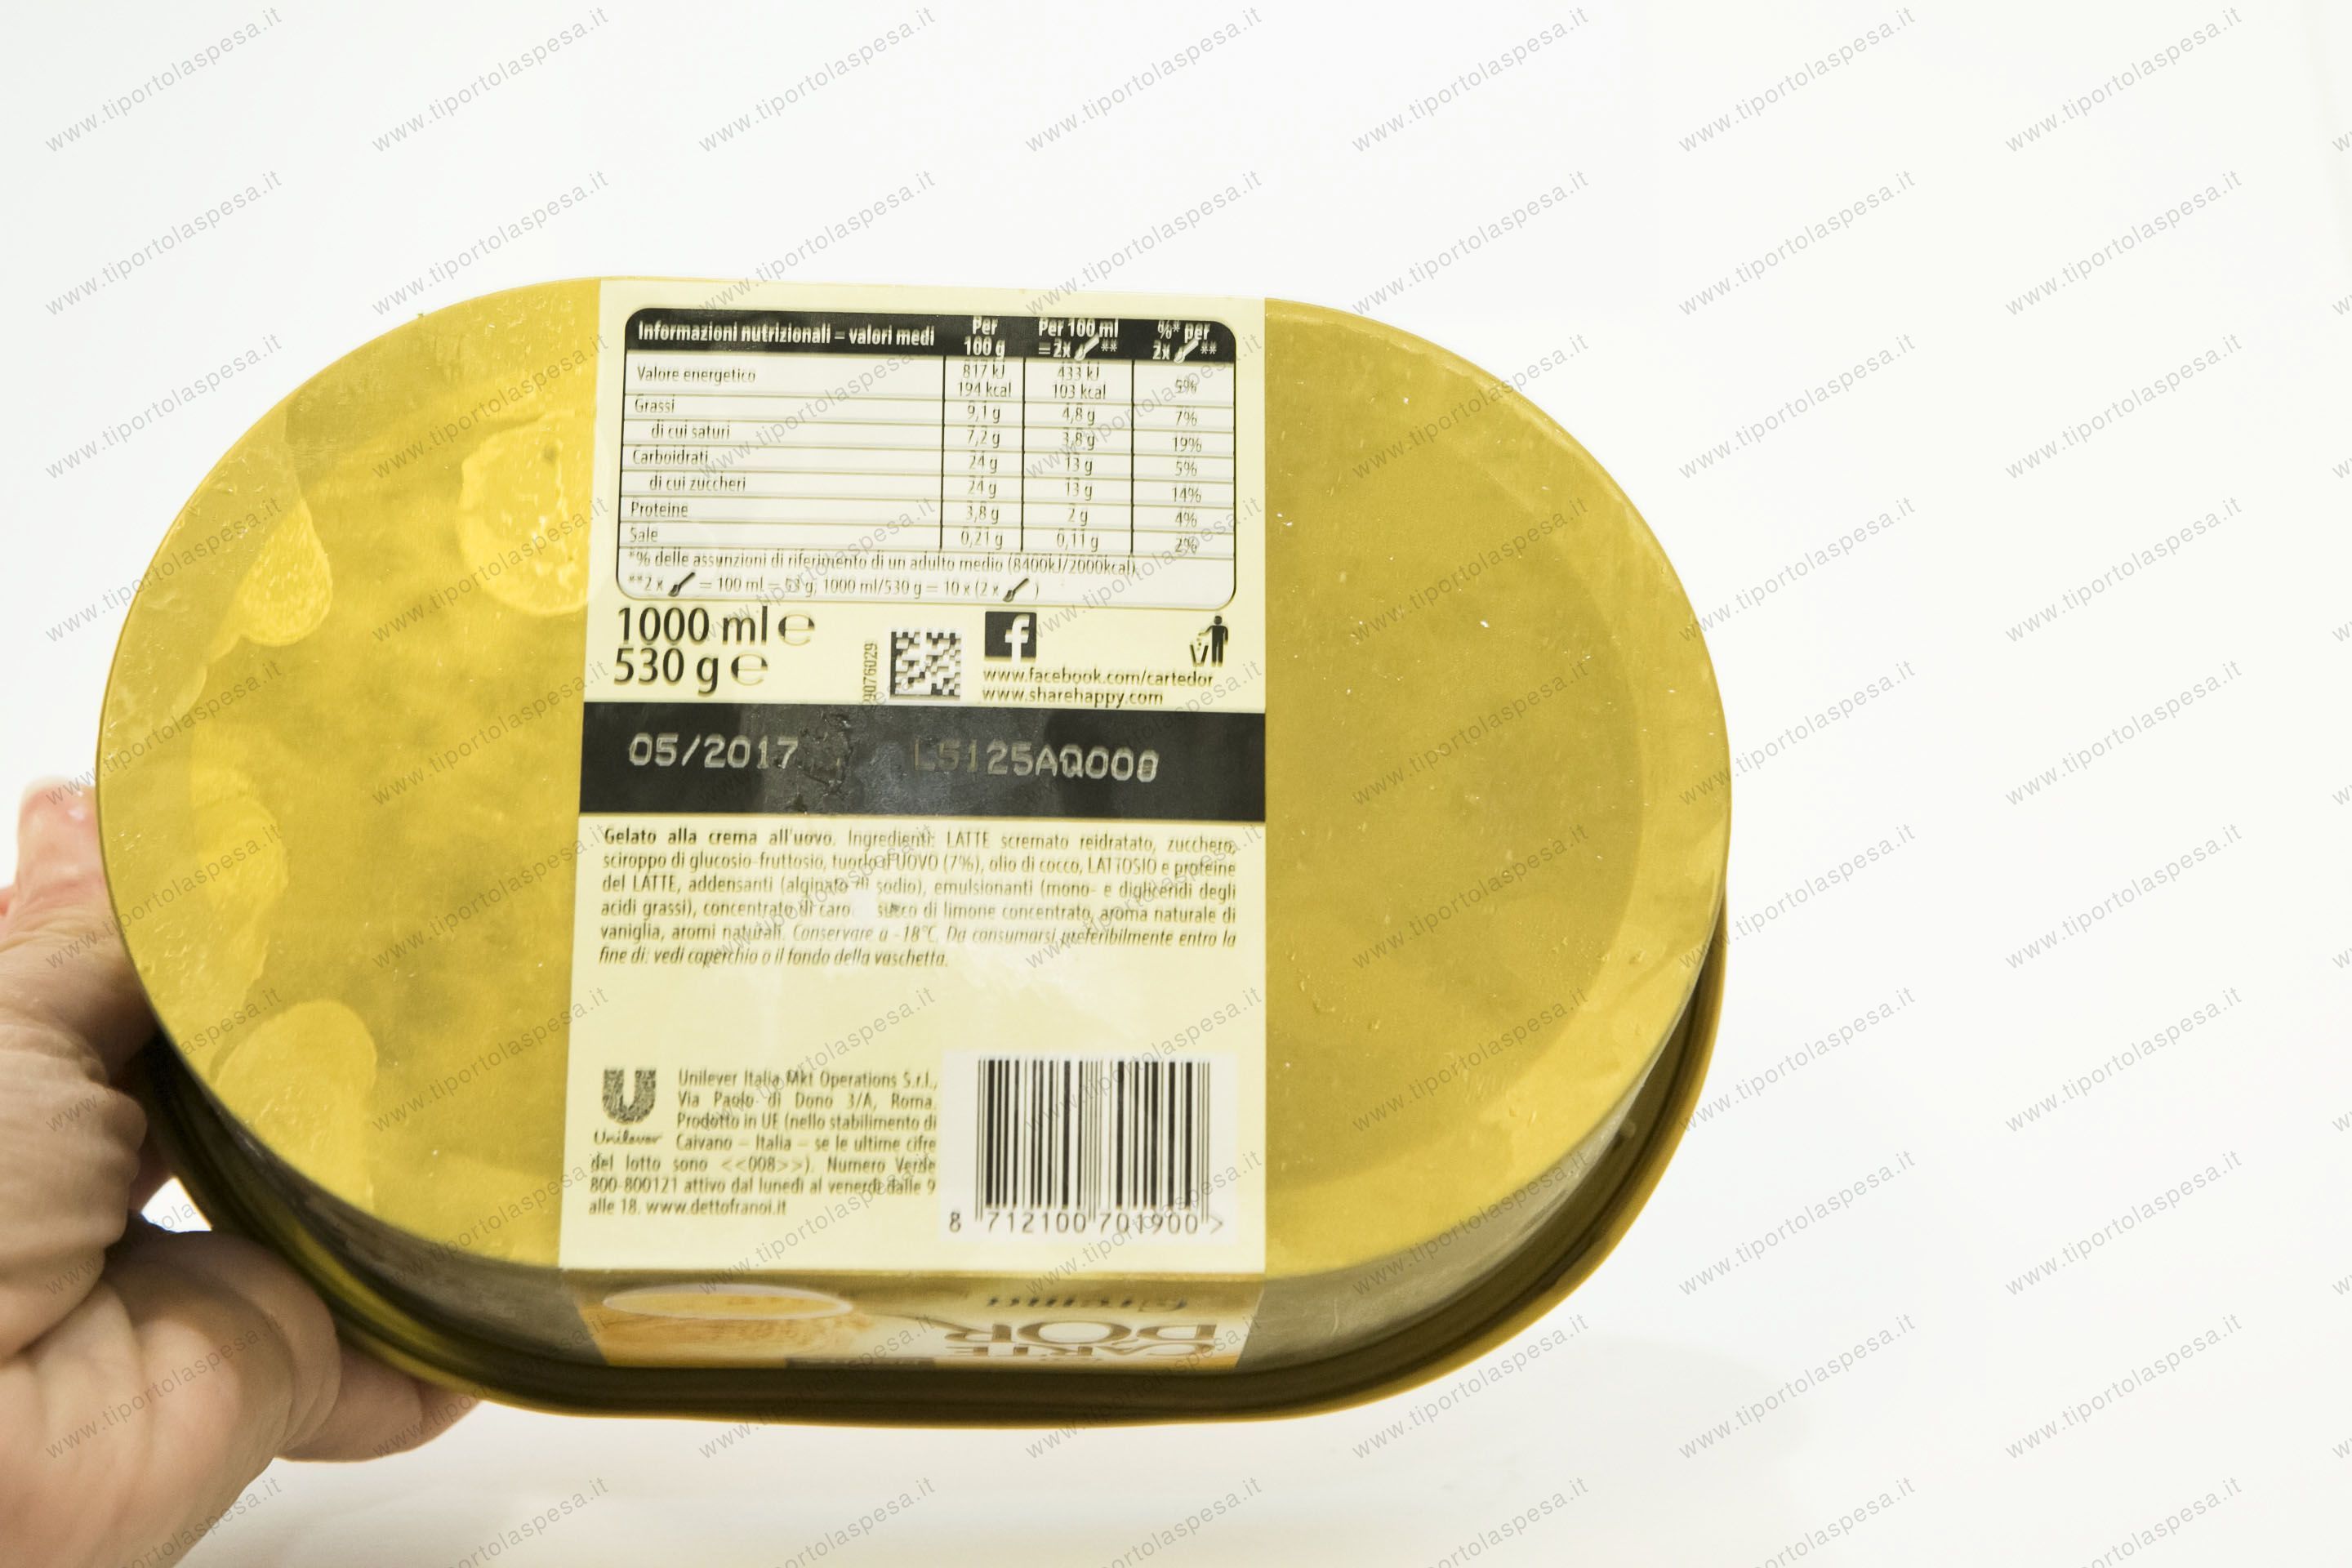 Informazioni nutrizionali = valori medi Per 100 g Per 100 ml =2x ** %* per 2x **
Valore energetico 817 kJ 194 kcal 433 kJ 103 kcal 5%
Grassi 9,1 g 4,8 g 7%
di cui saturi 7,2 g 3,8 g 19%
Carboidrati 24 g 13 g 5%
di cui zuccheri 24 g 13 g 14%
Proteine 3,8 g 2 g 4%
Sale 0,21 g 0,11 g 2%
*% delle assunzioni di riferimento di un adulto medio (8400kJ/2000kcal)
**2 x = 100 ml = 53 g; 1000 ml/530 g = 10 x (2 x )
1000 ml e
530 g e
f
www.facebook.com/cartedor
www.sharehappy.com
05/2017 L5125AQ008
Gelato alla crema all'uovo. Ingredienti: LATTE scremato reidratato, zucchero,
sciroppo di glucosio-fruttosio, tuorlo d'UOVO (7%), olio di cocco, LATTOSIO e proteine
del LATTE, addensanti (alginato di sodio), emulsionanti (mono- e digliceridi degli
acidi grassi), concentrato di succo di limone concentrato, aroma naturale di
vaniglia, aromi naturali. Conservare a -18°C. Da consumarsi preferibilmente entro la
fine di: vedi coperchio o il fondo della vaschetta.
Unilever
Unilever Italia Mkt Operations S.r.l.,
Via Paolo di Dono 3/A, Roma.
Prodotto in UE (nello stabilimento di
Caivano – Italia – se le ultime cifre
del lotto sono <<008>>). Numero Verde
800-800121 attivo dal lunedì al venerdì dalle 9
alle 18. www.dettofranoi.it
8 712100 701900 >
CARTE
D'OR
Crema
www.tiportolaspesa.it